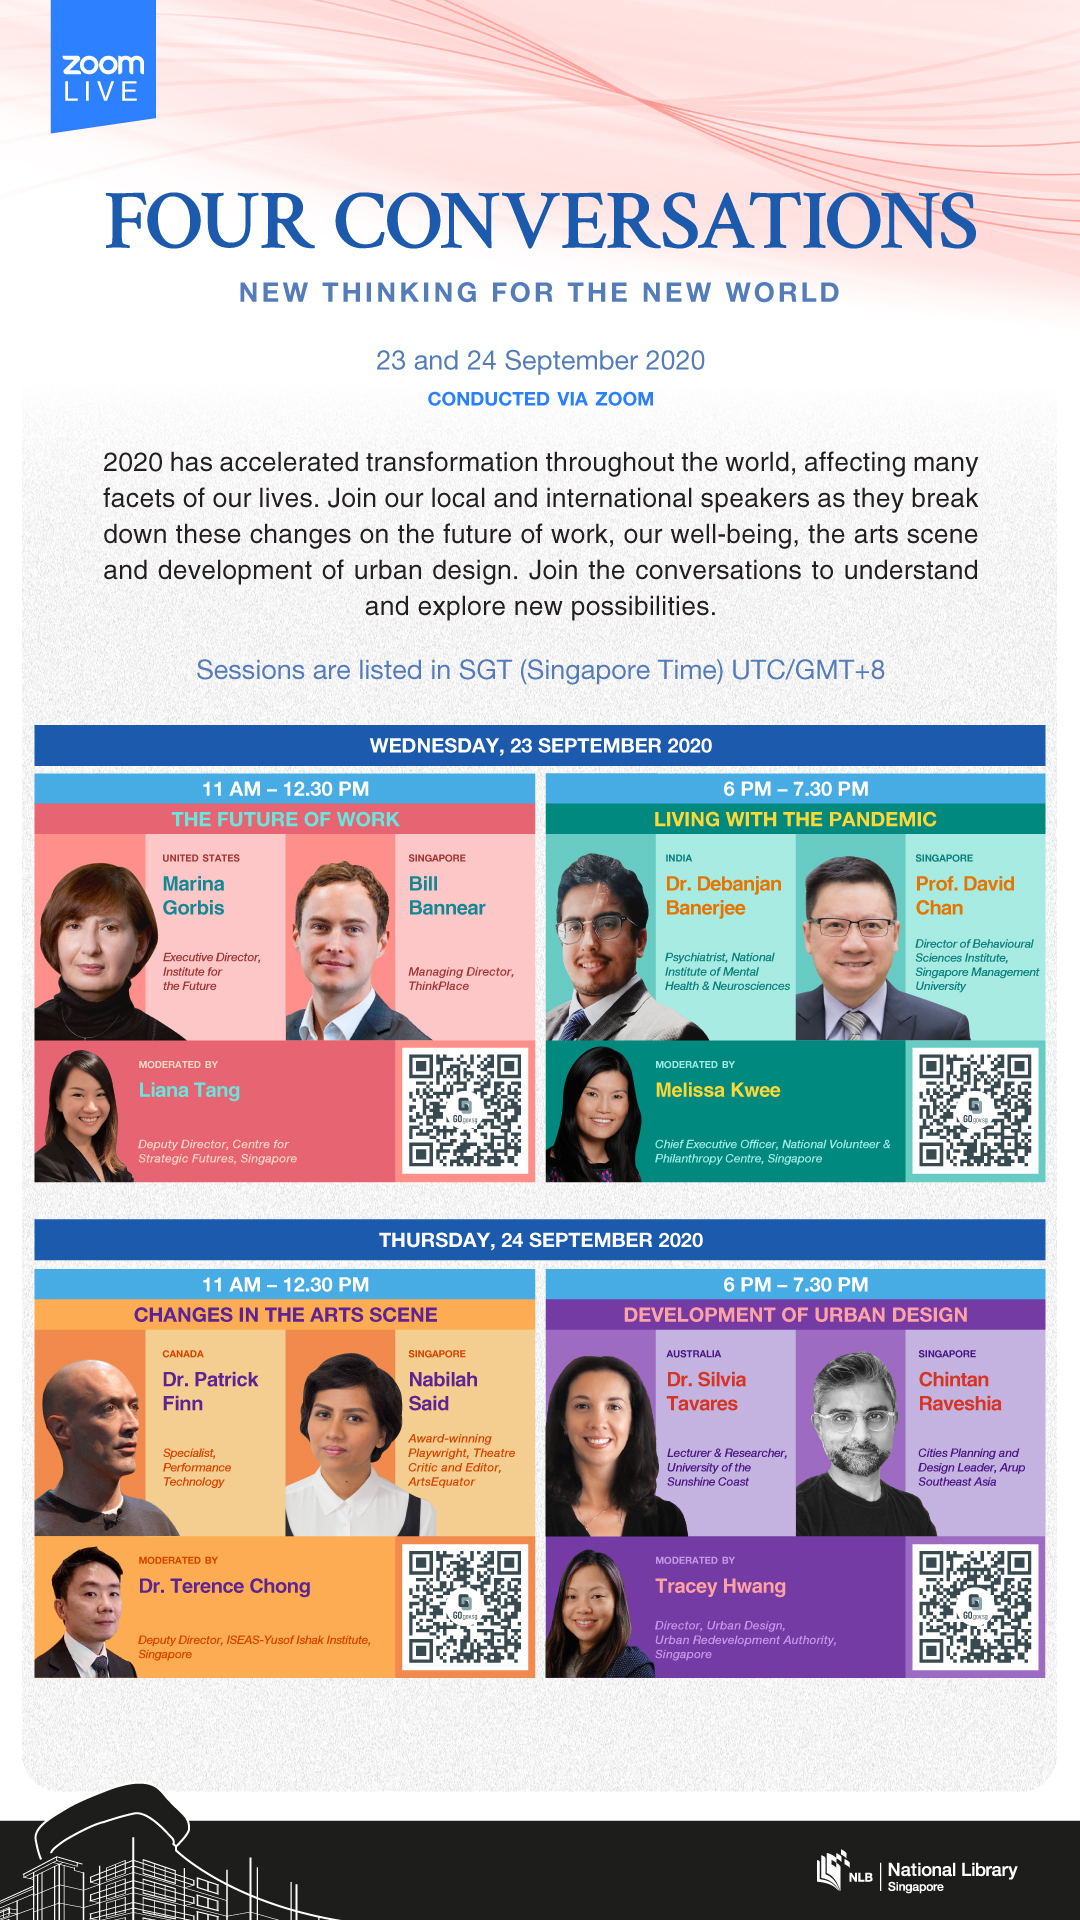 zoom
LIVE
FOUR CONVERSATIONS
NEW THINKING FOR THE NEW WORLD
23 and 24 September 2020
CONDUCTED VIA ZOOM
2020 has accelerated transformation throughout the world, affecting many
facets of our lives. Join our local and international speakers as they break
down these changes on the future of work, our well-being, the arts scene
and development of urban design. Join the conversations to understand
and explore new possibilities.
Sessions are listed in SGT (Singapore Time) UTC/GMT+8
WEDNESDAY, 23 SEPTEMBER 2020
11 AM – 12.30 PM
THE FUTURE OF WORK
UNITED STATES
Marina
Gorbis
Executive Director,
Institute for
the Future
SINGAPORE
Bill
Bannear
Managing Director,
ThinkPlace
MODERATED BY
Liana Tang
Deputy Director, Centre for
Strategic Futures, Singapore
GOgovsg
6 PM – 7.30 PM
LIVING WITH THE PANDEMIC
INDIA
Dr. Debanjan
Banerjee
Psychiatrist, National
Institute of Mental
Health & Neurosciences
SINGAPORE
Prof. David
Chan
Director of Behavioural
Sciences Institute,
Singapore Management
University
MODERATED BY
Melissa Kwee
Chief Executive Officer, National Volunteer &
Philanthropy Centre, Singapore
GOgovsg
THURSDAY, 24 SEPTEMBER 2020
11 AM – 12.30 PM
CHANGES IN THE ARTS SCENE
CANADA
Dr. Patrick
Finn
Specialist,
Performance
Technology
SINGAPORE
Nabilah
Said
Award-winning
Playwright, Theatre
Critic and Editor,
ArtsEquator
MODERATED BY
Dr. Terence Chong
Deputy Director, ISEAS-Yusof Ishak Institute,
Singapore
GOgovsg
6 PM – 7.30 PM
DEVELOPMENT OF URBAN DESIGN
AUSTRALIA
Dr. Silvia
Tavares
Lecturer & Researcher,
University of the
Sunshine Coast
SINGAPORE
Chintan
Raveshia
Cities Planning and
Design Leader, Arup
Southeast Asia
MODERATED BY
Tracey Hwang
Director, Urban Design,
Urban Redevelopment Authority,
Singapore
GOgovsg
NLB
National Library
Singapore